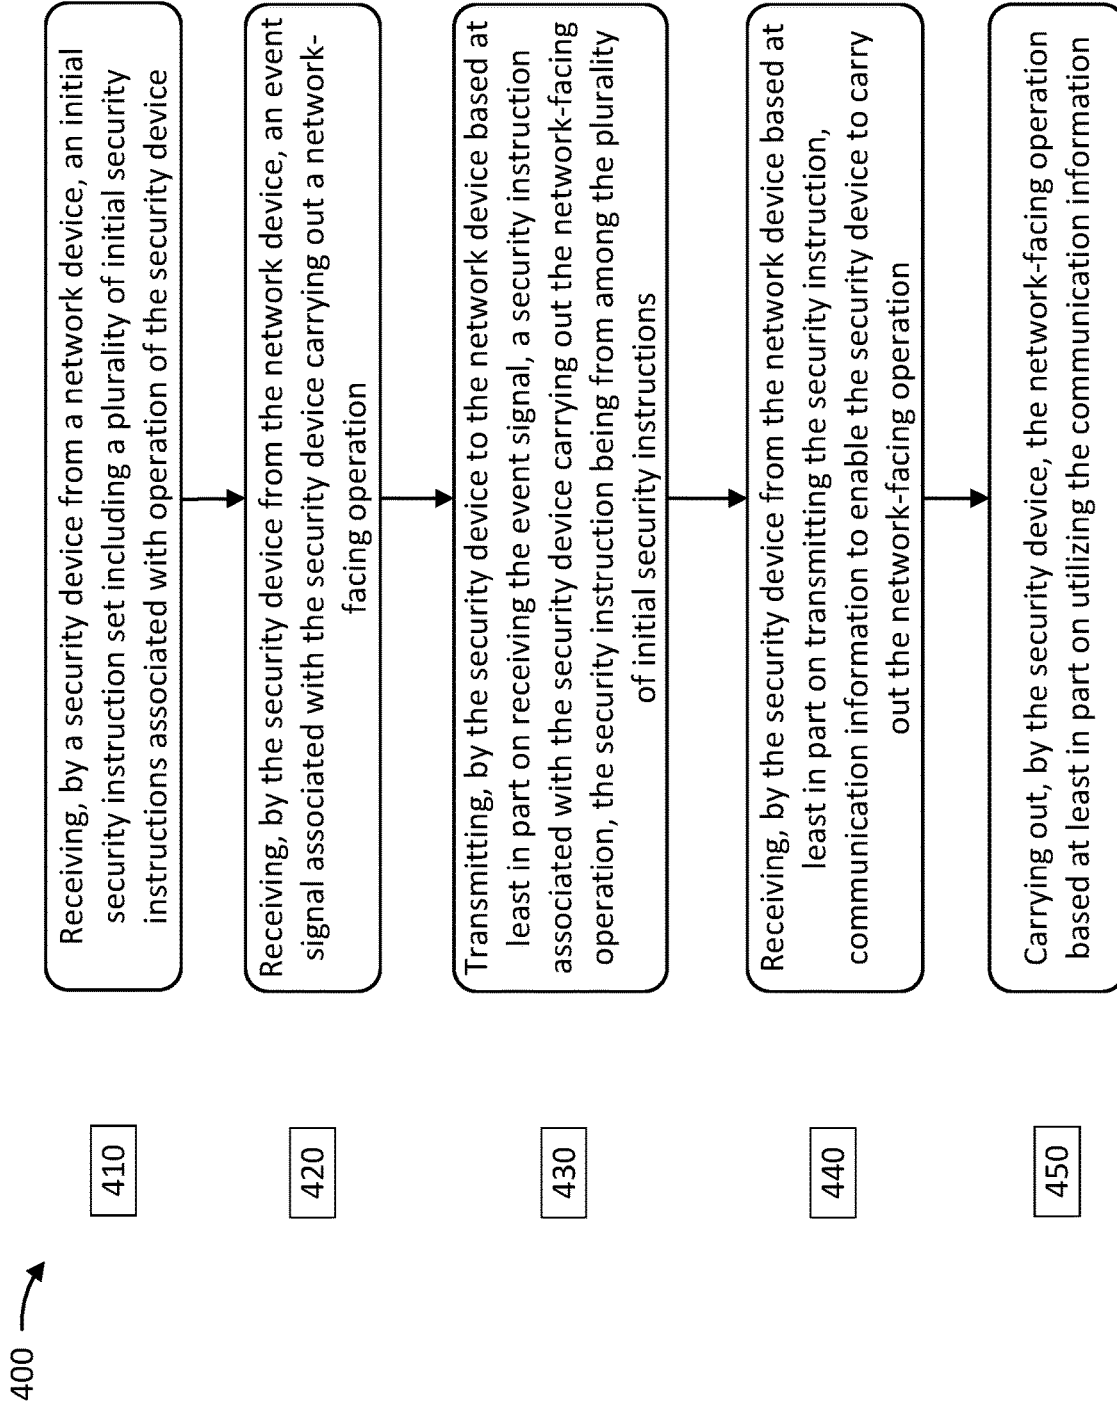 400
410
Receiving, by a security device from a network device, an initial
security instruction set including a plurality of initial security
instructions associated with operation of the security device
420
Receiving, by the security device from the network device, an event
signal associated with the security device carrying out a network-
facing operation
430
Transmitting, by the security device to the network device based at
least in part on receiving the event signal, a security instruction
associated with the security device carrying out the network-facing
operation, the security instruction being from among the plurality
of initial security instructions
440
Receiving, by the security device from the network device based at
least in part on transmitting the security instruction,
communication information to enable the security device to carry
out the network-facing operation
450
Carrying out, by the security device, the network-facing operation
based at least in part on utilizing the communication information